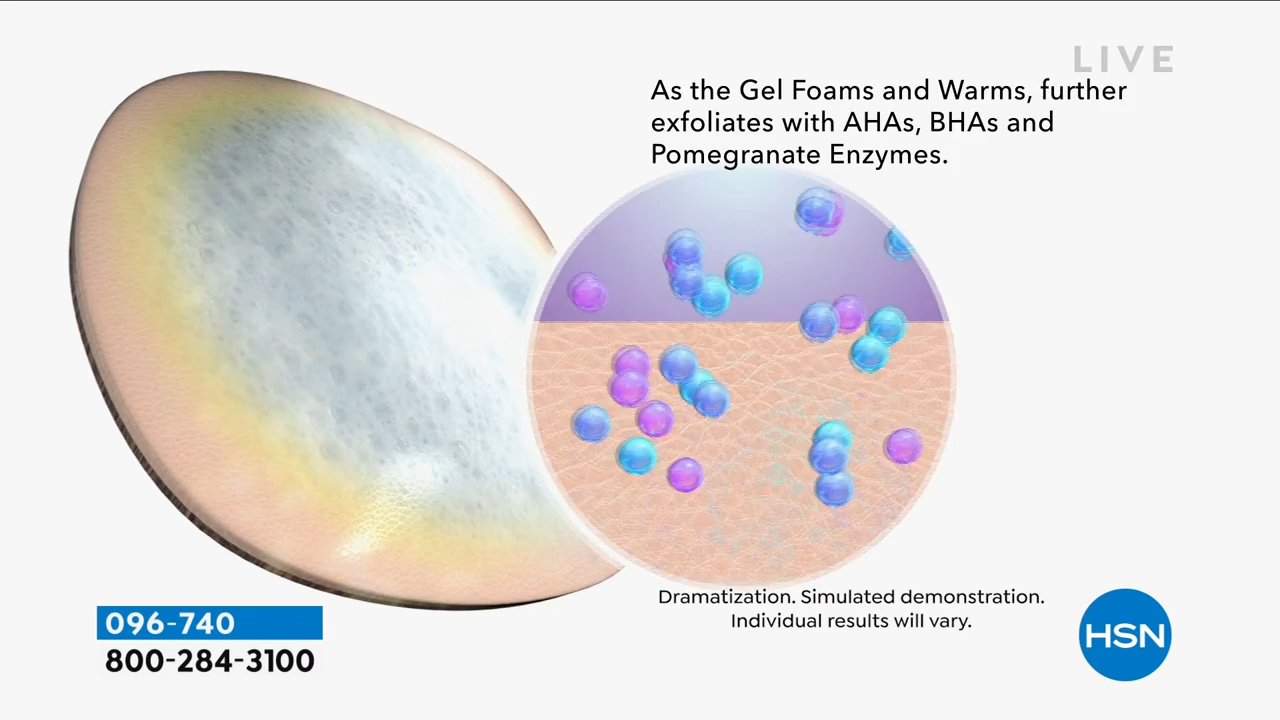 LIVE
As the Gel Foams and Warms, further
exfoliates with AHAs, BHAs and
Pomegranate Enzymes.
Dramatization. Simulated demonstration.
Individual results will vary.
096-740
800-284-3100
HSN